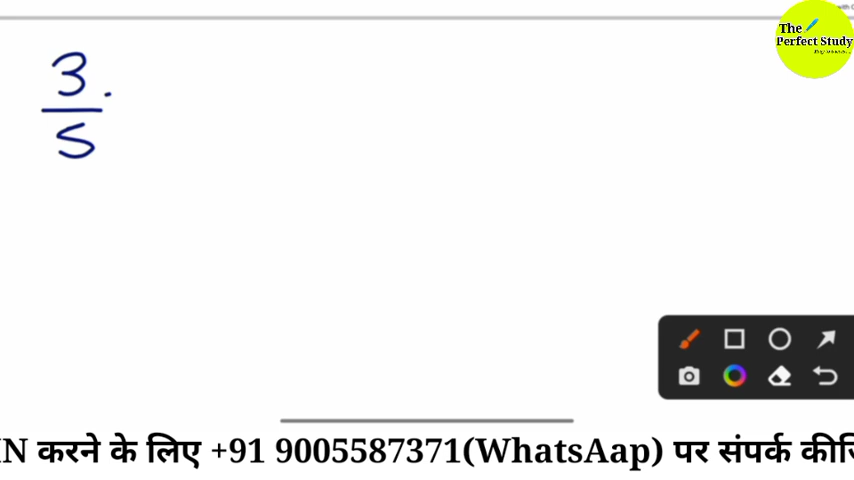 The
Perfect Study
3.
5
IN करने के लिए +91 9005587371(WhatsAap) पर संपर्क